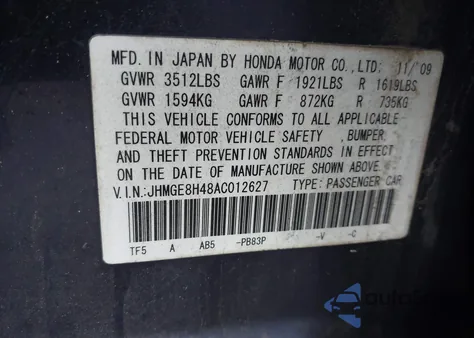 MFD. IN JAPAN BY HONDA MOTOR CO., LTD. 11/'09
GVWR 3512LBS GAWR F 1921LBS R 1619LBS
GVWR 1594KG GAWR F 872KG R 735KG
THIS VEHICLE CONFORMS TO ALL APPLICABLE
FEDERAL MOTOR VEHICLE SAFETY ,BUMPER,
AND THEFT PREVENTION STANDARDS IN
EFFECT ON THE DATE OF MANUFACTURE SHOWN ABOVE.
V.I.N.:JHMGE8H48AC012627 TYPE: PASSENGER CAR
TF5 A AB5 -PB83P -V -C